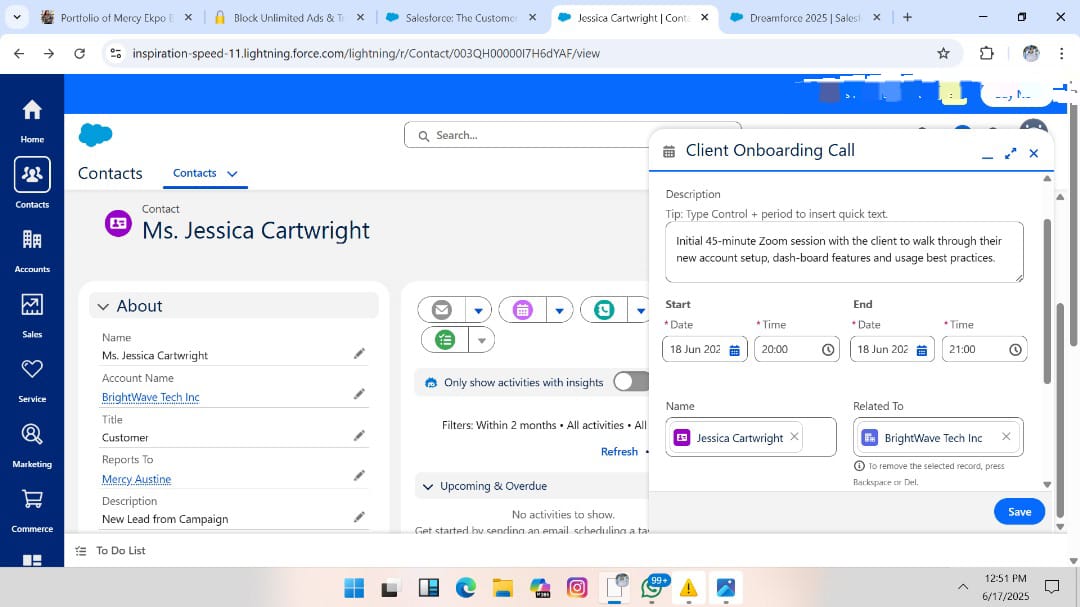 Portfolio of Mercy Expo E
Block Unlimited Ads & Tr
Salesforce: The Customer
Jessica Cartwright | Conta
Dreamforce 2025 | Salesf
inspiration-speed-11.lightning.force.com/lightning/r/Contact/003QH00000I7H6dYAF/view
Home
Contacts
Accounts
Sales
Service
Marketing
Commerce
Search...
Contacts
Contacts
Contact
Ms. Jessica Cartwright
About
Name
Ms. Jessica Cartwright
Account Name
BrightWave Tech Inc
Title
Customer
Reports To
Mercy Austine
Description
New Lead from Campaign
Only show activities with insights
Filters: Within 2 months • All activities • All
Refresh •
Upcoming & Overdue
No activities to show.
Get started by sending an email, scheduling a ta
Client Onboarding Call
Description
Tip: Type Control + period to insert quick text.
Initial 45-minute Zoom session with the client to walk through their
new account setup, dash-board features and usage best practices.
Start
End
*Date
*Time
*Date
*Time
18 Jun 202
20:00
18 Jun 202
21:00
Name
Related To
Jessica Cartwright
BrightWave Tech Inc
To remove the selected record, press
Backspace or Del.
Save
To Do List
99+
12:51 PM
6/17/2025